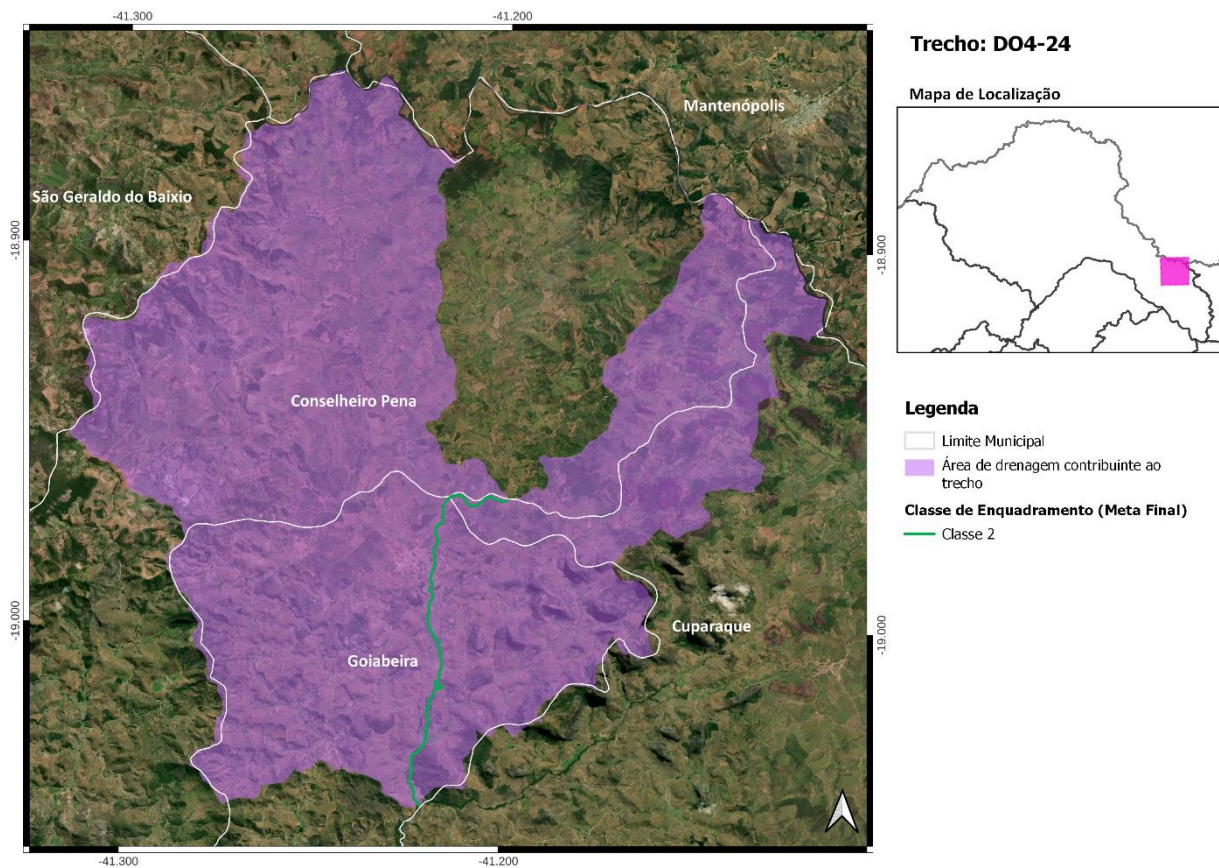 -41.300
-41.200
Trecho: DO4-24
Mapa de Localização
Mantenópolis
São Geraldo do Baixio
-18.900
-18.900
Conselheiro Pena
Legenda
Limite Municipal
Área de drenagem contribuinte ao
trecho
Classe de Enquadramento (Meta Final)
Classe 2
-19.000
-19.000
Cuparaque
Goiabeira
-41.300
-41.200